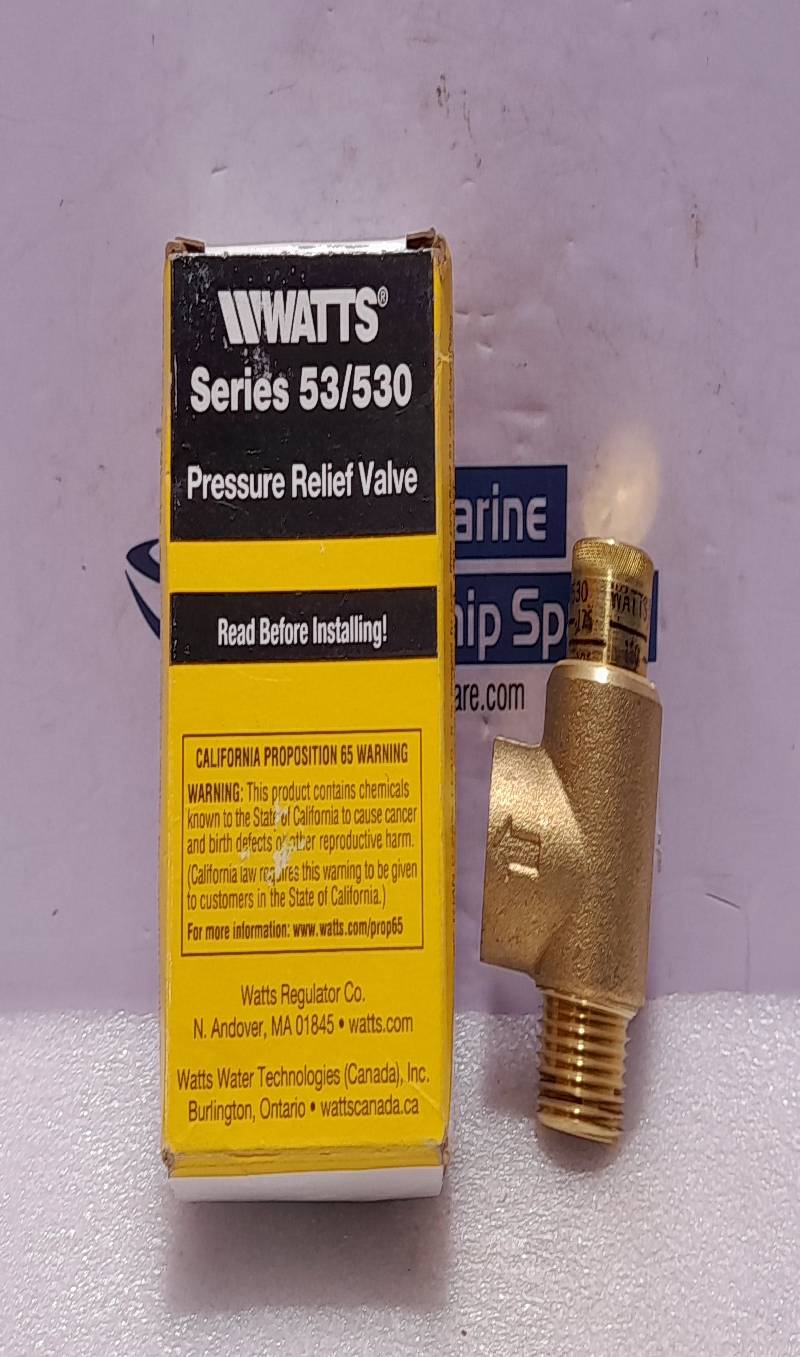 WATTS®
Series 53/530
Pressure Relief Valve
Read Before Installing!
CALIFORNIA PROPOSITION 65 WARNING
WARNING: This product contains chemicals
known to the State of California to cause cancer
and birth defects or other reproductive harm.
(California law requires this warning to be given
to customers in the State of California.)
For more information: www.watts.com/prop65
Watts Regulator Co.
N. Andover, MA 01845 • watts.com
Watts Water Technologies (Canada), Inc.
Burlington, Ontario • wattscanada.ca
arine
hip Sp
are.com
530 WATTS